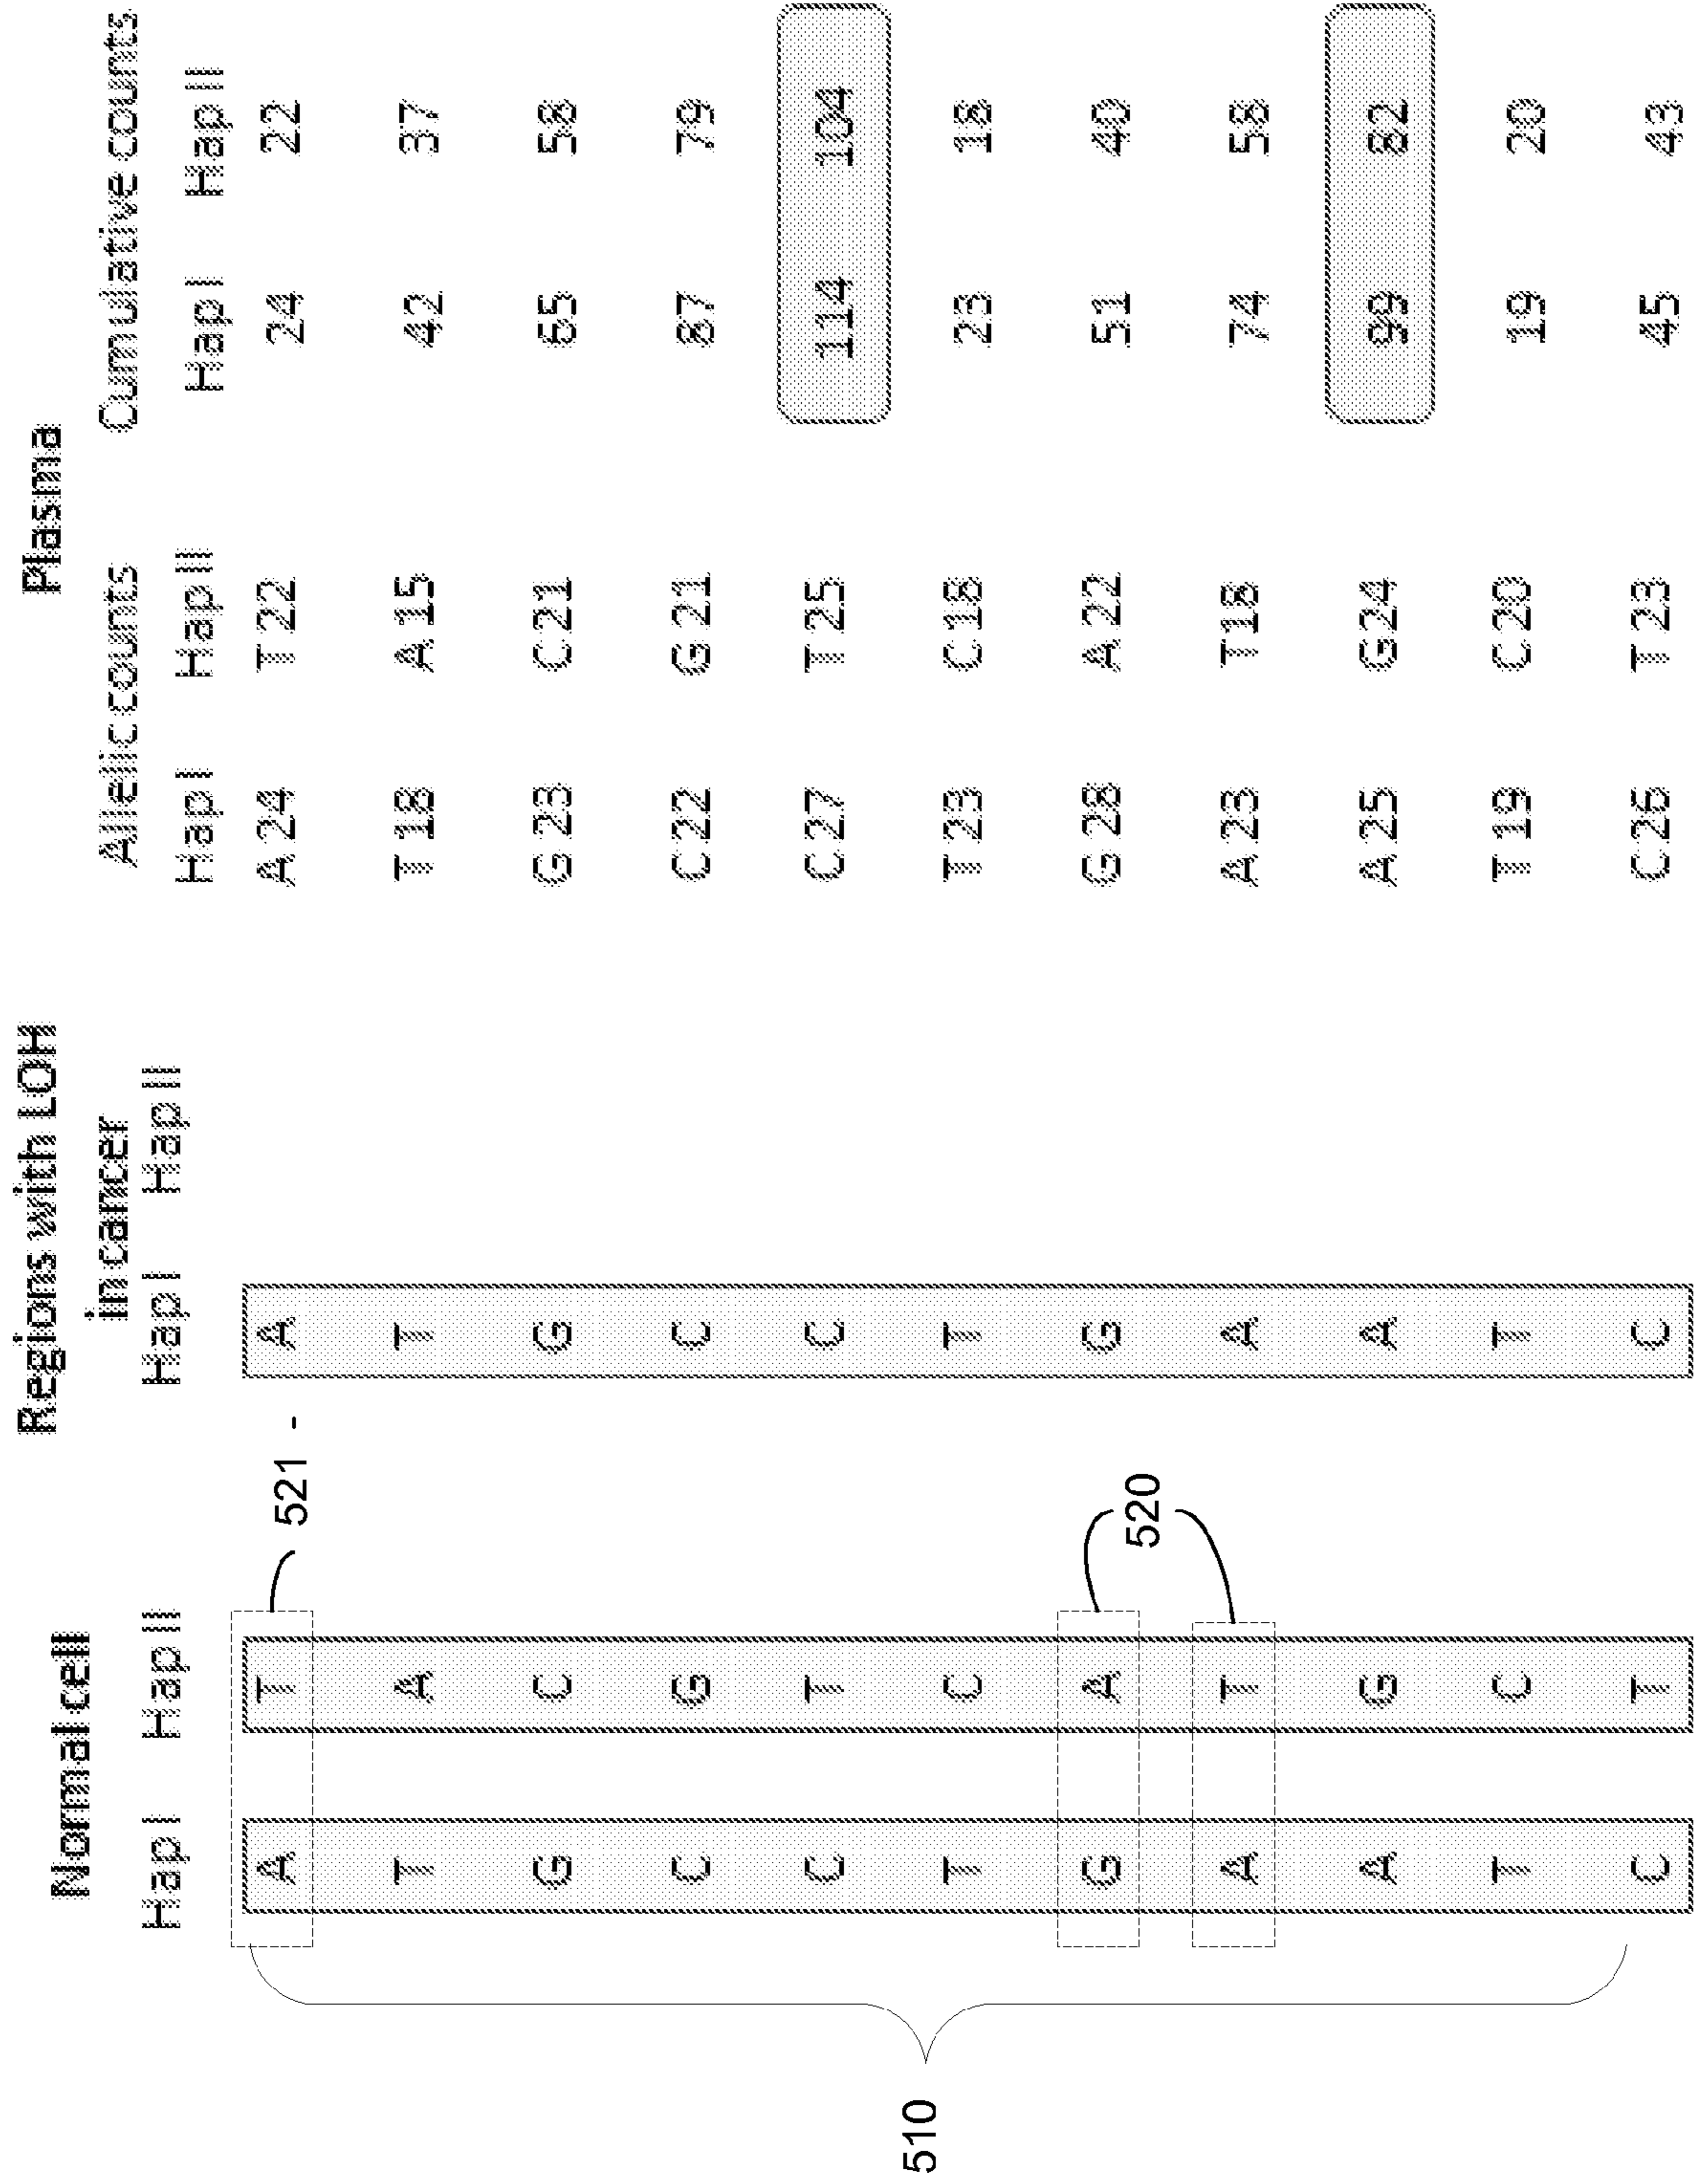 Normal cell Regions with LOH Plasma
in cancer Allelic counts Cumulative counts
Hap I Hap II Hap I Hap II Hap I Hap II Hap I Hap II
A T 521 A A 24 T 22 24 22
T A T T 18 A 15 42 37
G C G G 23 C 21 65 58
C G C C 22 G 21 87 79
C T C C 27 T 25 114 104
510
T C T T 23 C 18 23 18
G A G G 28 A 22 51 40
520
A T A A 23 T 18 74 58
A G A A 25 G 24 99 82
T C T T 19 C 20 19 20
C T C C 26 T 23 45 43